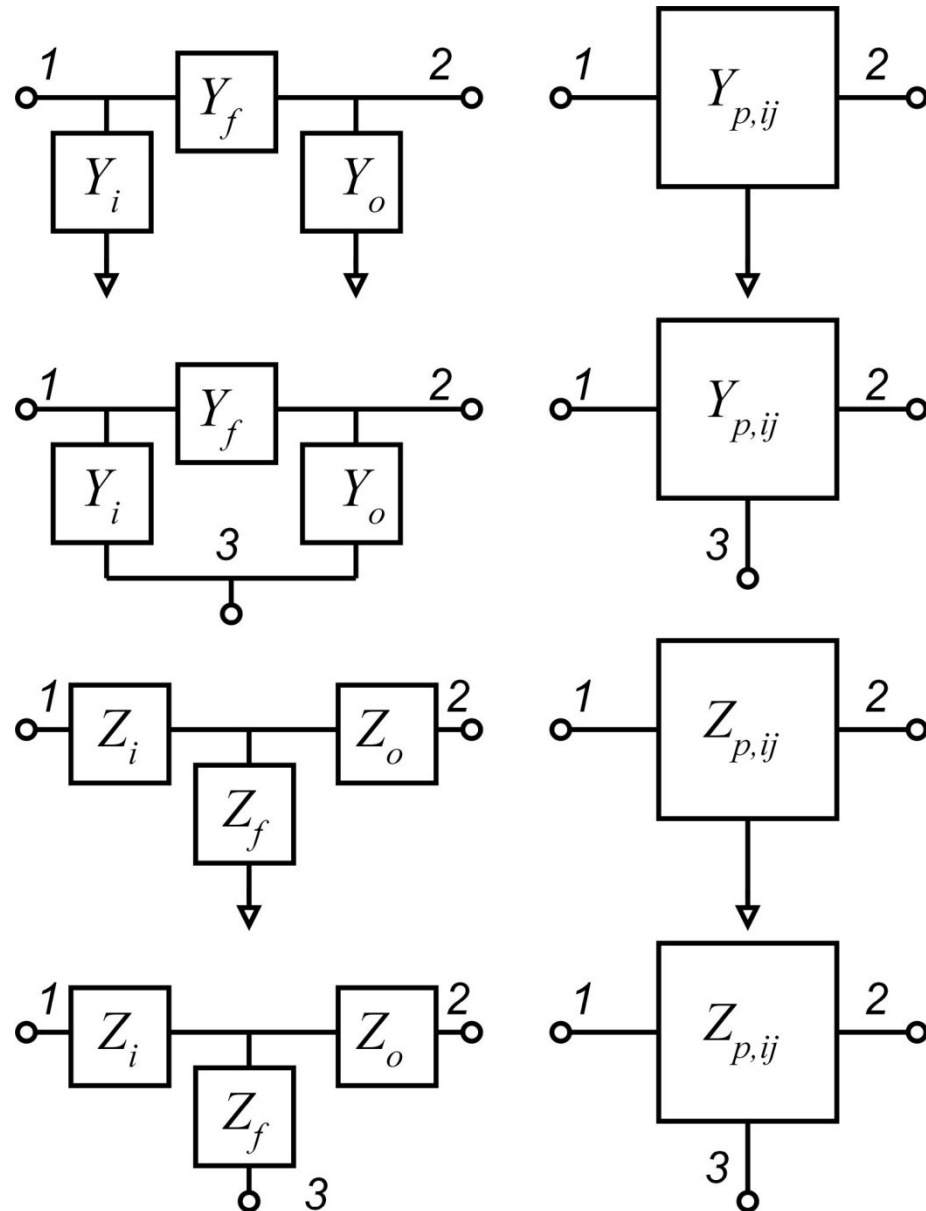 1 Y_f 2
Y_i Y_o
1 Y_{p,ij} 2
1 Y_f 2
Y_i Y_o
3
1 Y_{p,ij} 2
3
1 Z_i Z_o 2
Z_f
1 Z_{p,ij} 2
1 Z_i Z_o 2
Z_f
3
1 Z_{p,ij} 2
3